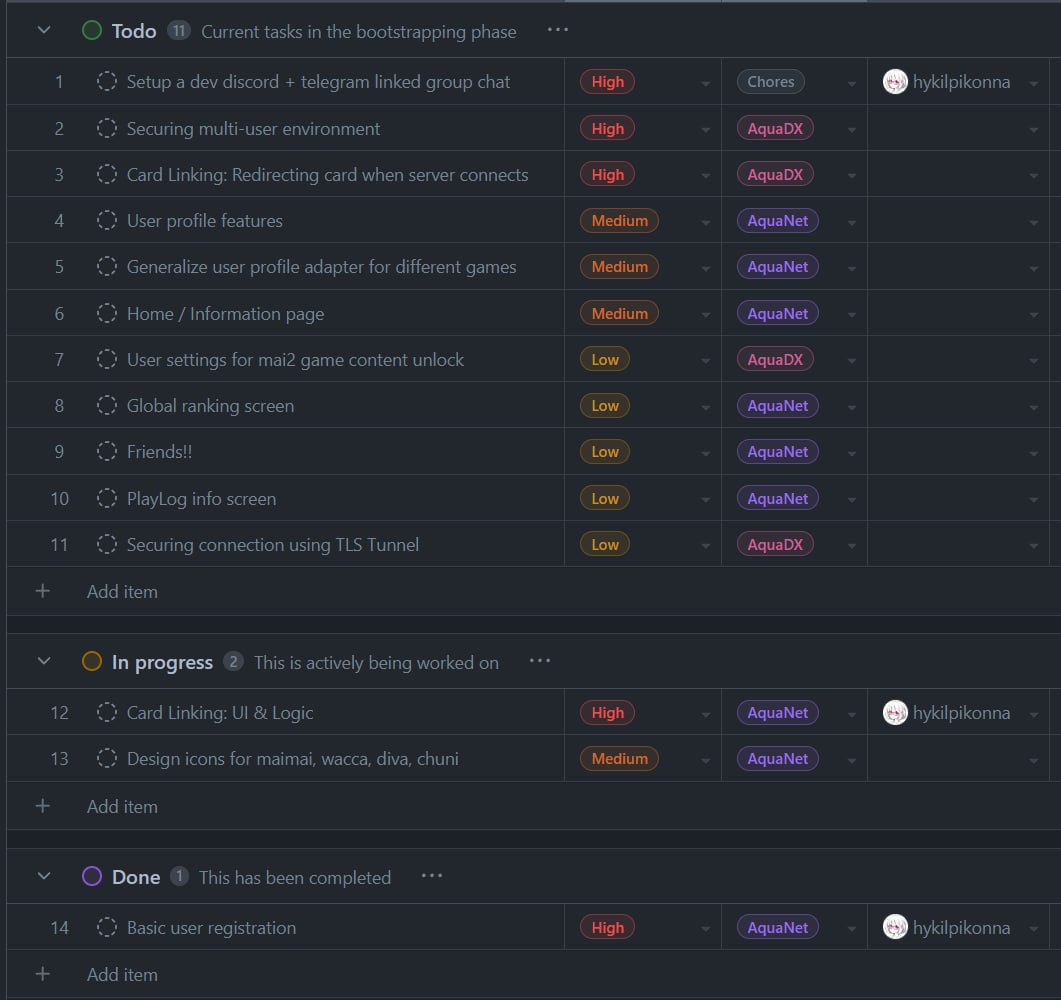 Todo 11 Current tasks in the bootstrapping phase ...
1 Setup a dev discord + telegram linked group chat High Chores hykilpikonna
2 Securing multi-user environment High AquaDX
3 Card Linking: Redirecting card when server connects High AquaDX
4 User profile features Medium AquaNet
5 Generalize user profile adapter for different games Medium AquaNet
6 Home / Information page Medium AquaNet
7 User settings for mai2 game content unlock Low AquaDX
8 Global ranking screen Low AquaNet
9 Friends!! Low AquaNet
10 PlayLog info screen Low AquaNet
11 Securing connection using TLS Tunnel Low AquaDX
+ Add item
In progress 2 This is actively being worked on ...
12 Card Linking: UI & Logic High AquaNet hykilpikonna
13 Design icons for maimai, wacca, diva, chuni Medium AquaNet
+ Add item
Done 1 This has been completed ...
14 Basic user registration High AquaNet hykilpikonna
+ Add item